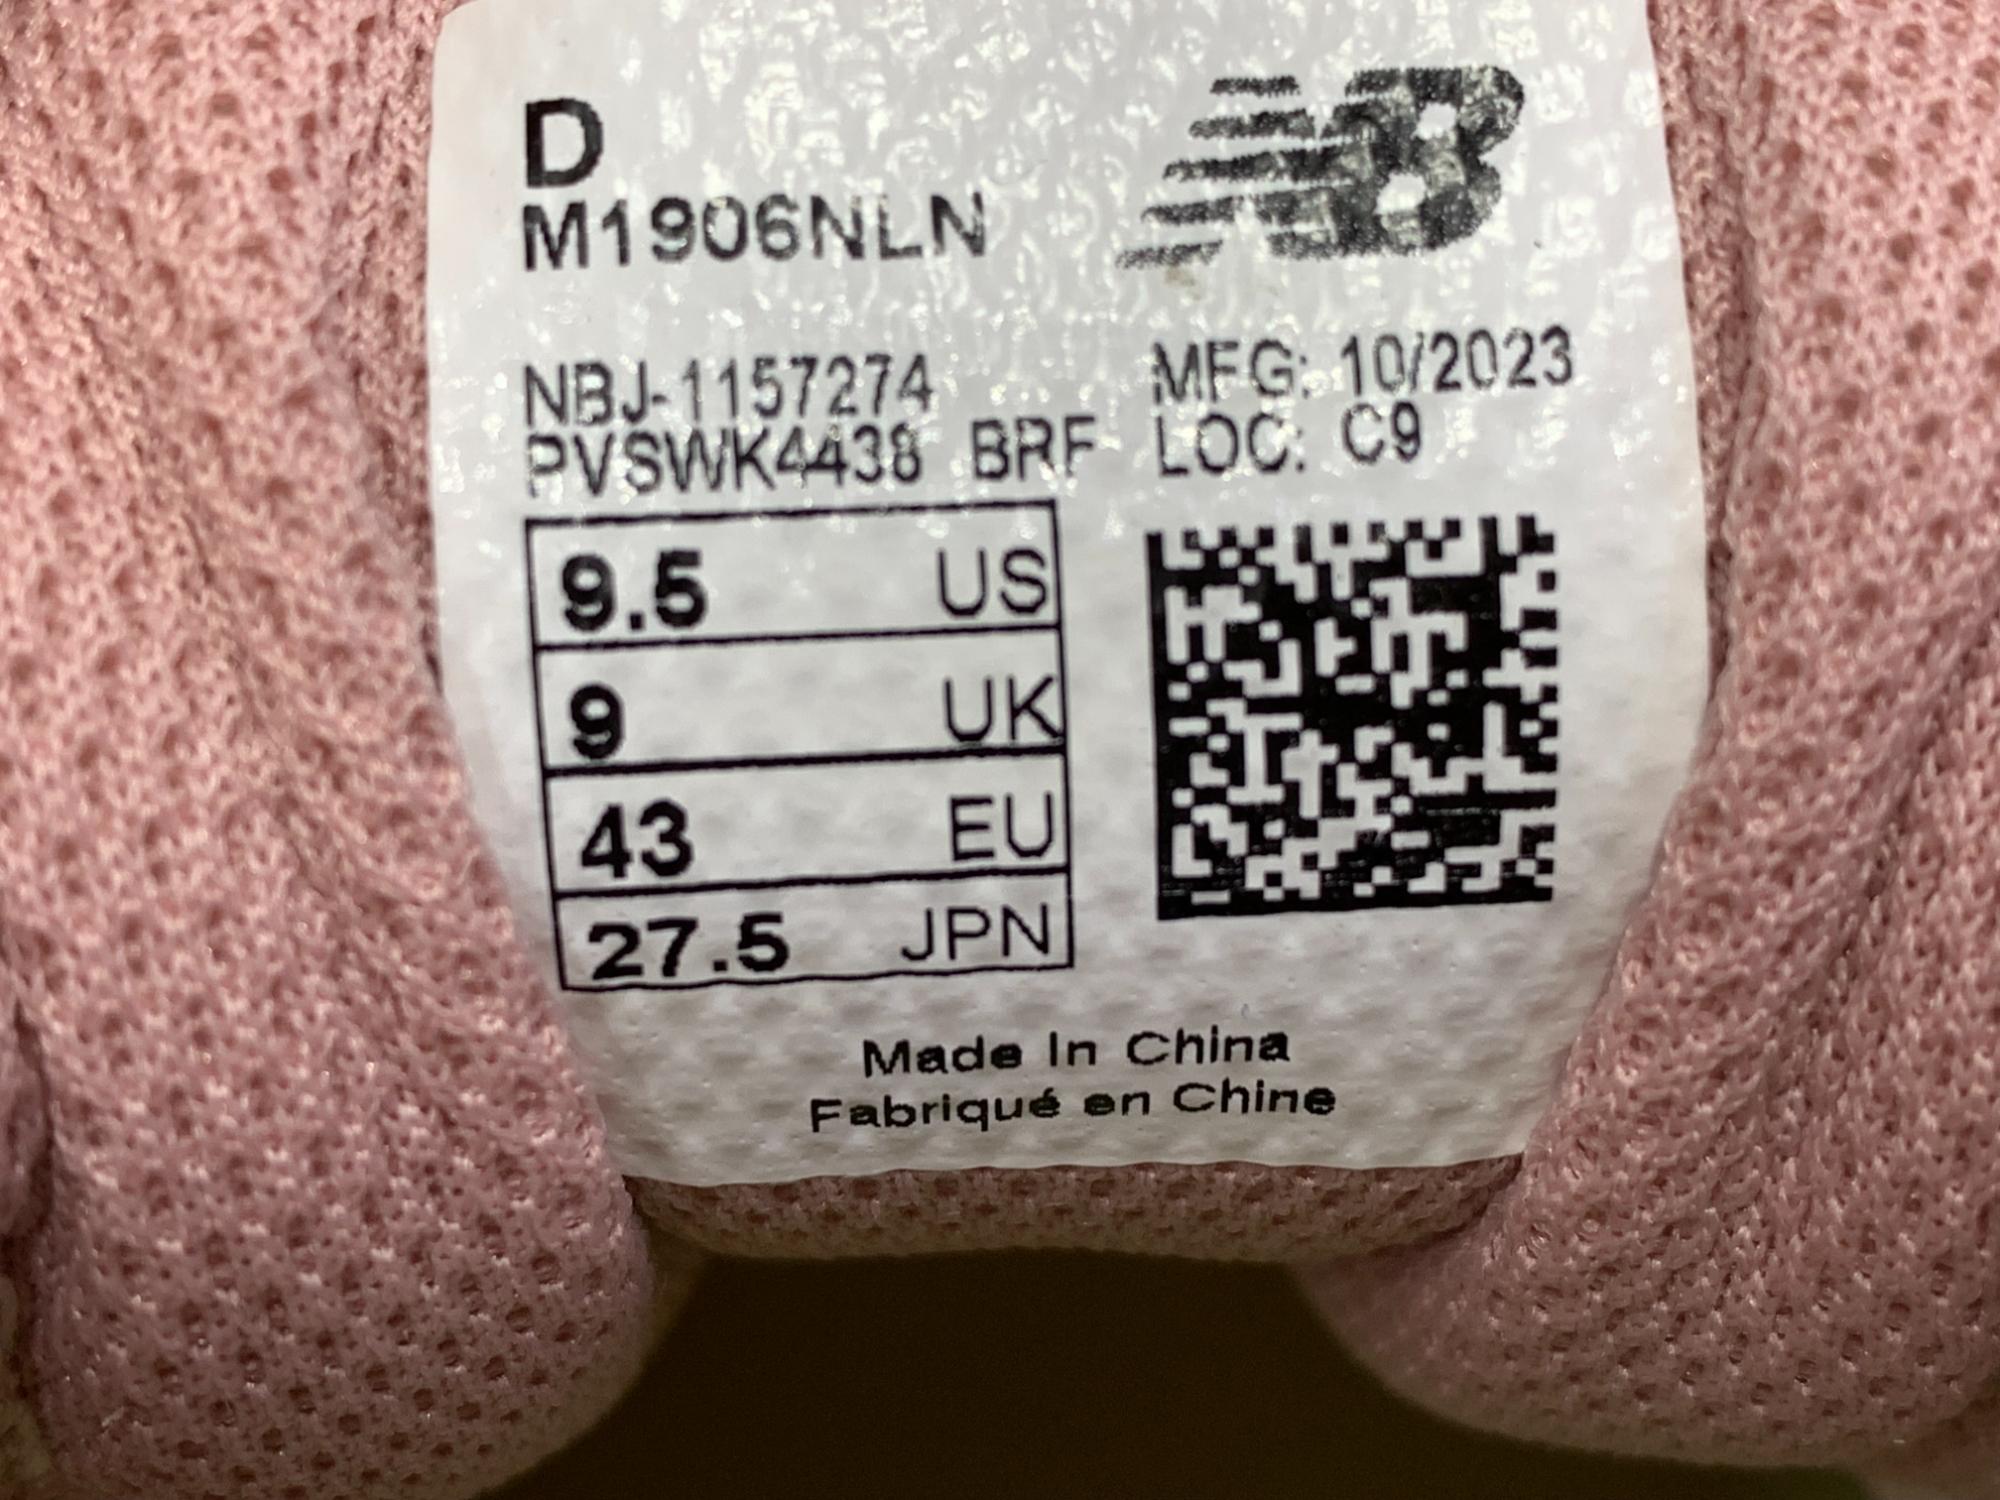 D
M1906NLN
NB
NBJ-1157274
PVSWK4438 BRF
MFG: 10/2023
LOC: C9
9.5 US
9 UK
43 EU
27.5 JPN
Made In China
Fabriqué en Chine